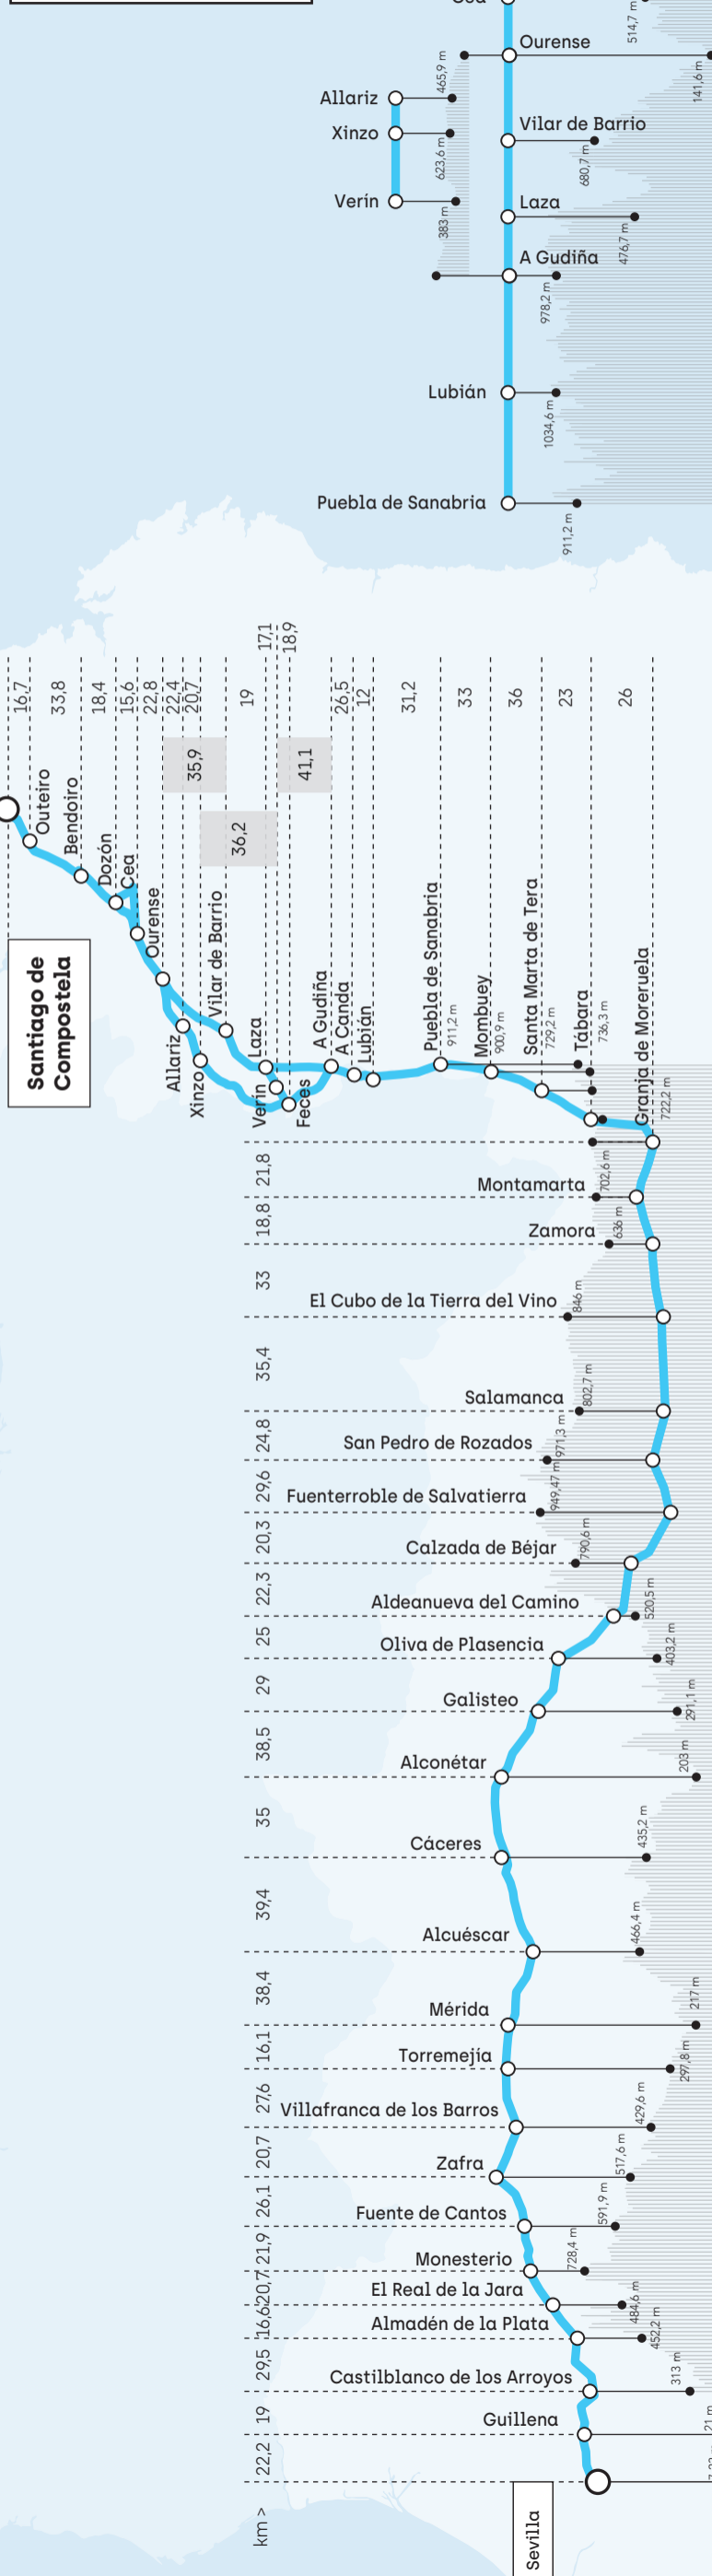 Ourense
514,7 m
141,6 m
465,9 m
Allariz
Xinzo
623,6 m
Vilar de Barrio
680,7 m
Verín
383 m
Laza
476,7 m
A Gudiña
978,2 m
Lubián
1034,6 m
Puebla de Sanabria
911,2 m
16,7
33,8
18,4
15,6
22,8
22,4
20,7
19
17,1
18,9
26,5
12
31,2
33
36
23
26
35,9
41,1
36,2
Outeiro
Bendoiro
Dozón
Cea
Ourense
Santiago de
Compostela
Allariz
Xinzo
Vilar de Barrio
Laza
Verín
Feces
A Gudiña
A Canda
Lubián
Puebla de Sanabria
911,2 m
Mombuey
900,9 m
Santa Marta de Tera
729,2 m
Tábara
736,3 m
Granja de Moreruela
722,2 m
21,8
Montamarta
702,6 m
18,8
Zamora
636 m
33
El Cubo de la Tierra del Vino
846 m
35,4
Salamanca
802,7 m
24,8
San Pedro de Rozados
971,3 m
29,6
Fuenterroble de Salvatierra
949,47 m
20,3
Calzada de Béjar
790,6 m
22,3
Aldeanueva del Camino
520,5 m
25
Oliva de Plasencia
403,2 m
29
Galisteo
291,1 m
38,5
Alconétar
203 m
35
Cáceres
435,2 m
39,4
Alcuéscar
466,4 m
38,4
Mérida
217 m
16,1
Torremejía
297,8 m
27,6
Villafranca de los Barros
429,6 m
20,7
Zafra
517,6 m
26,1
Fuente de Cantos
591,9 m
21,9
Monesterio
728,4 m
20,7
El Real de la Jara
484,6 m
16,6
Almadén de la Plata
452,2 m
29,5
Castilblanco de los Arroyos
313 m
19
Guillena
21 m
22,2
km >
Sevilla